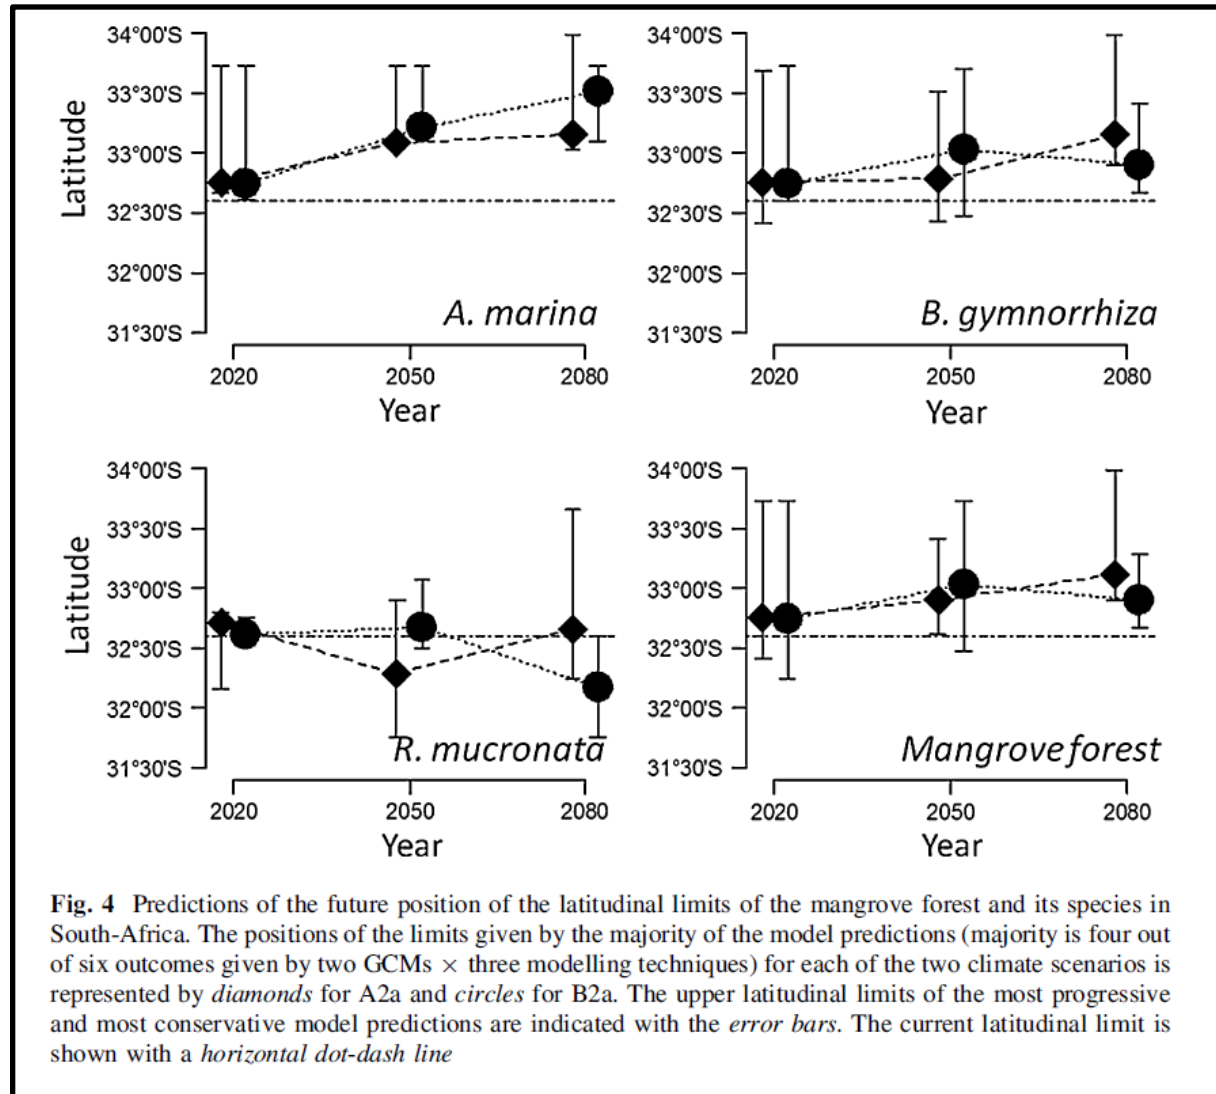 34°00'S
33°30'S
33°00'S
32°30'S
32°00'S
31°30'S
Latitude
A. marina
2020 2050 2080
Year
34°00'S
33°30'S
33°00'S
32°30'S
32°00'S
31°30'S
B. gymnorrhiza
2020 2050 2080
Year
34°00'S
33°30'S
33°00'S
32°30'S
32°00'S
31°30'S
Latitude
R. mucronata
2020 2050 2080
Year
34°00'S
33°30'S
33°00'S
32°30'S
32°00'S
31°30'S
Mangrove forest
2020 2050 2080
Year
Fig. 4 Predictions of the future position of the latitudinal limits of the mangrove forest and its species in
South-Africa. The positions of the limits given by the majority of the model predictions (majority is four out
of six outcomes given by two GCMs × three modelling techniques) for each of the two climate scenarios is
represented by diamonds for A2a and circles for B2a. The upper latitudinal limits of the most progressive
and most conservative model predictions are indicated with the error bars. The current latitudinal limit is
shown with a horizontal dot-dash line